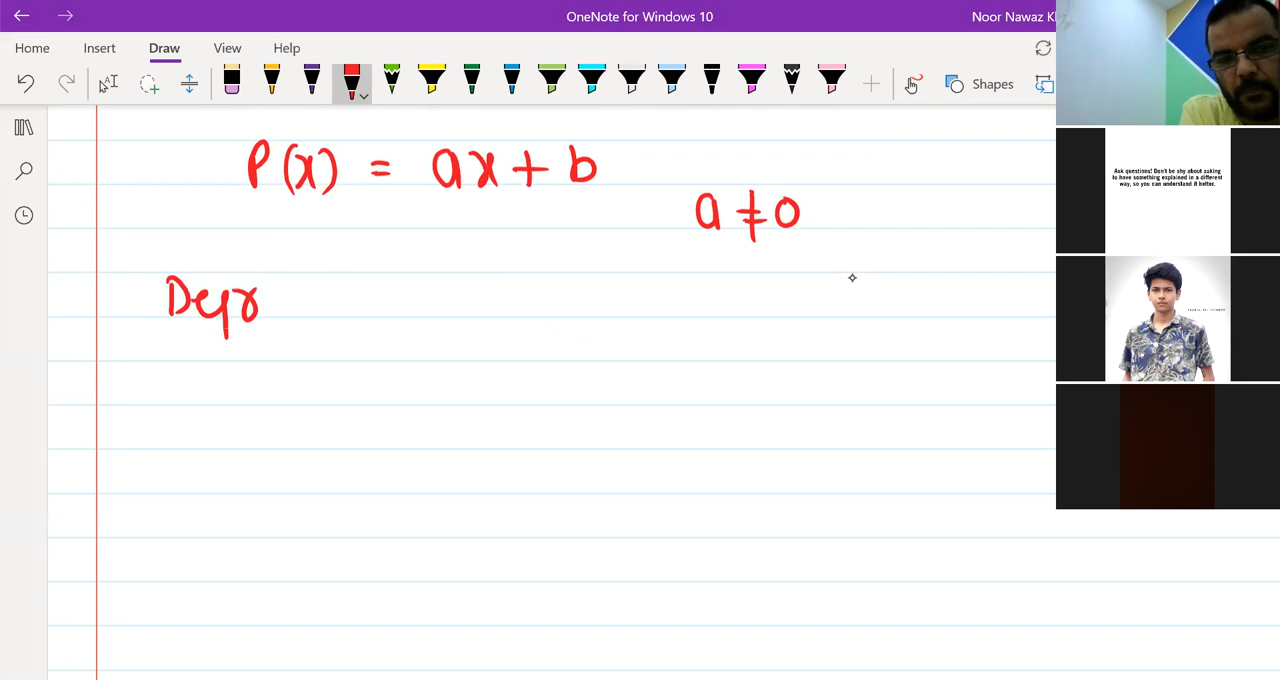 OneNote for Windows 10
Noor Nawaz K
Home Insert Draw View Help
Shapes
P(x) = ax + b
a ≠ 0
Degr
Ask questions! Don't be shy about asking
to have something explained in a different
way, so you can understand it better.